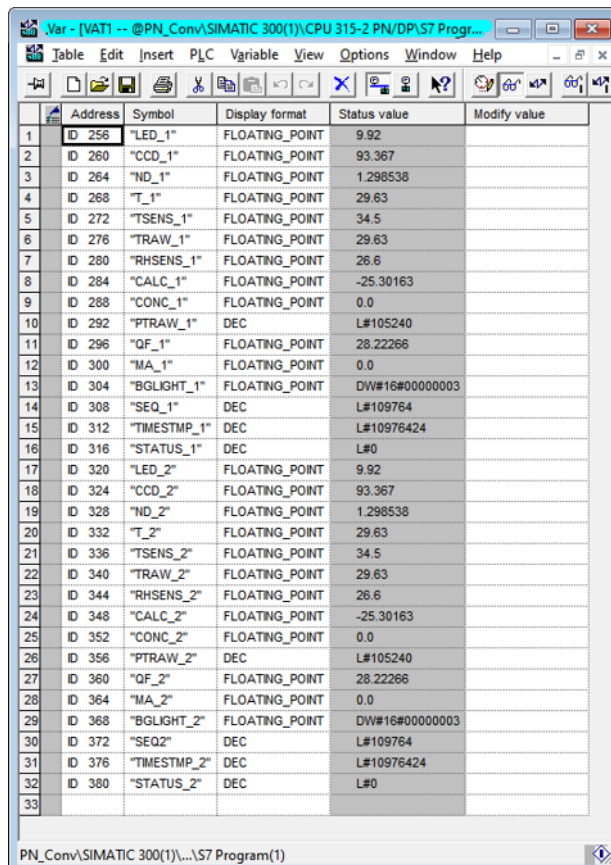 Var - [VAT1 -- @PN_Conv\SIMATIC 300(1)\CPU 315-2 PN/DP\S7 Progr...
Table Edit Insert PLC Variable View Options Window Help
Address Symbol Display format Status value Modify value
1 ID 256 "LED_1" FLOATING_POINT 9.92
2 ID 260 "CCD_1" FLOATING_POINT 93.367
3 ID 264 "ND_1" FLOATING_POINT 1.298538
4 ID 268 "T_1" FLOATING_POINT 29.63
5 ID 272 "TSENS_1" FLOATING_POINT 34.5
6 ID 276 "TRAW_1" FLOATING_POINT 29.63
7 ID 280 "RHSENS_1" FLOATING_POINT 26.6
8 ID 284 "CALC_1" FLOATING_POINT -25.30163
9 ID 288 "CONC_1" FLOATING_POINT 0.0
10 ID 292 "PTRAW_1" DEC L#105240
11 ID 296 "QF_1" FLOATING_POINT 28.22266
12 ID 300 "MA_1" FLOATING_POINT 0.0
13 ID 304 "BGLIGHT_1" FLOATING_POINT DW#16#00000003
14 ID 308 "SEQ_1" DEC L#109764
15 ID 312 "TIMESTMP_1" DEC L#10976424
16 ID 316 "STATUS_1" DEC L#0
17 ID 320 "LED_2" FLOATING_POINT 9.92
18 ID 324 "CCD_2" FLOATING_POINT 93.367
19 ID 328 "ND_2" FLOATING_POINT 1.298538
20 ID 332 "T_2" FLOATING_POINT 29.63
21 ID 336 "TSENS_2" FLOATING_POINT 34.5
22 ID 340 "TRAW_2" FLOATING_POINT 29.63
23 ID 344 "RHSENS_2" FLOATING_POINT 26.6
24 ID 348 "CALC_2" FLOATING_POINT -25.30163
25 ID 352 "CONC_2" FLOATING_POINT 0.0
26 ID 356 "PTRAW_2" DEC L#105240
27 ID 360 "QF_2" FLOATING_POINT 28.22266
28 ID 364 "MA_2" FLOATING_POINT 0.0
29 ID 368 "BGLIGHT_2" FLOATING_POINT DW#16#00000003
30 ID 372 "SEQ2" DEC L#109764
31 ID 376 "TIMESTMP_2" DEC L#10976424
32 ID 380 "STATUS_2" DEC L#0
33
PN_Conv\SIMATIC 300(1)\...\S7 Program(1)